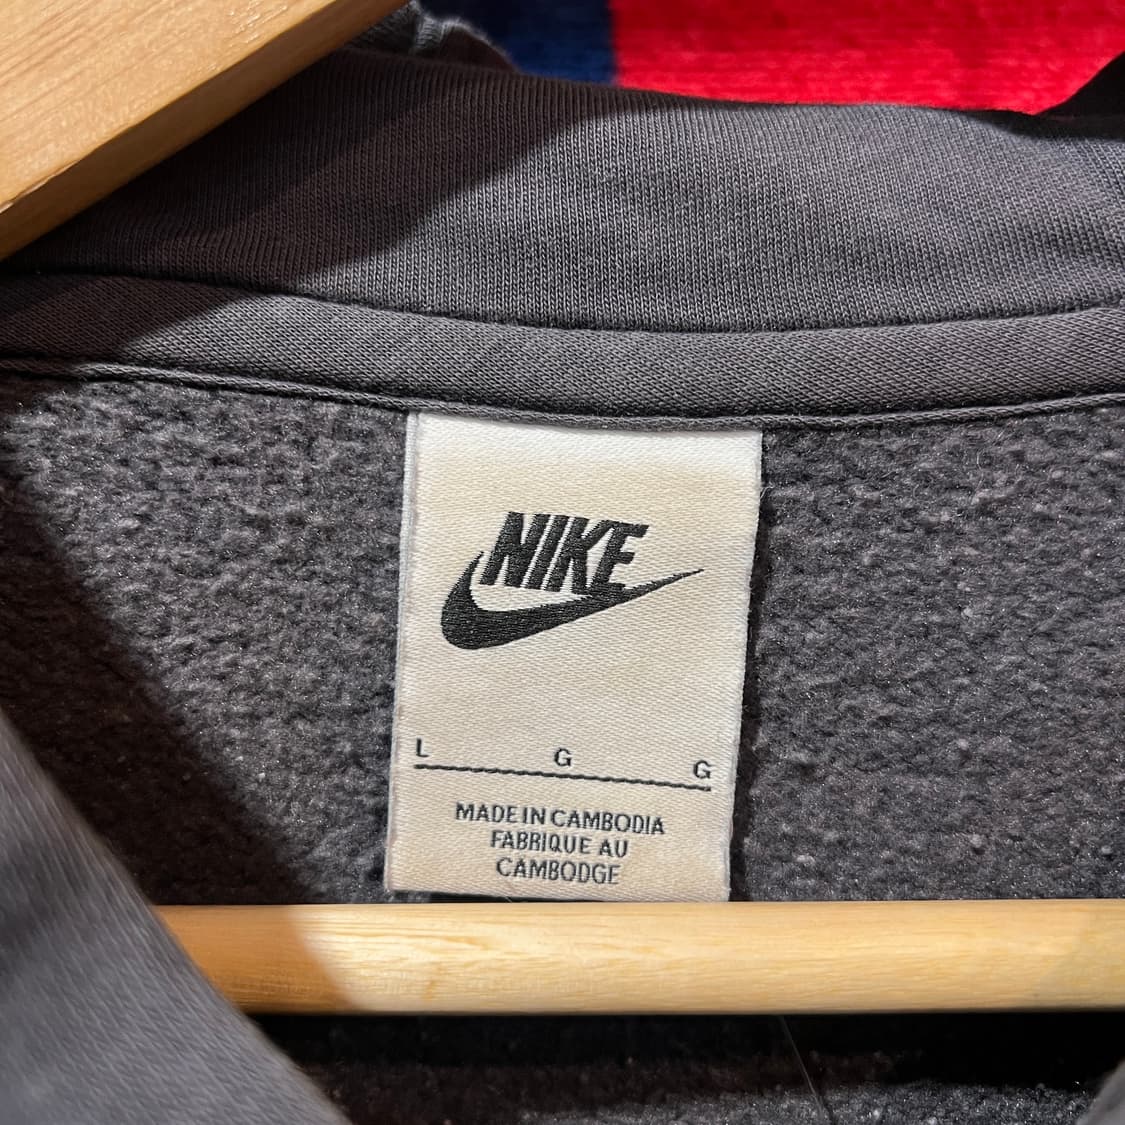 NIKE
L G G
MADE IN CAMBODIA
FABRIQUE AU
CAMBODGE